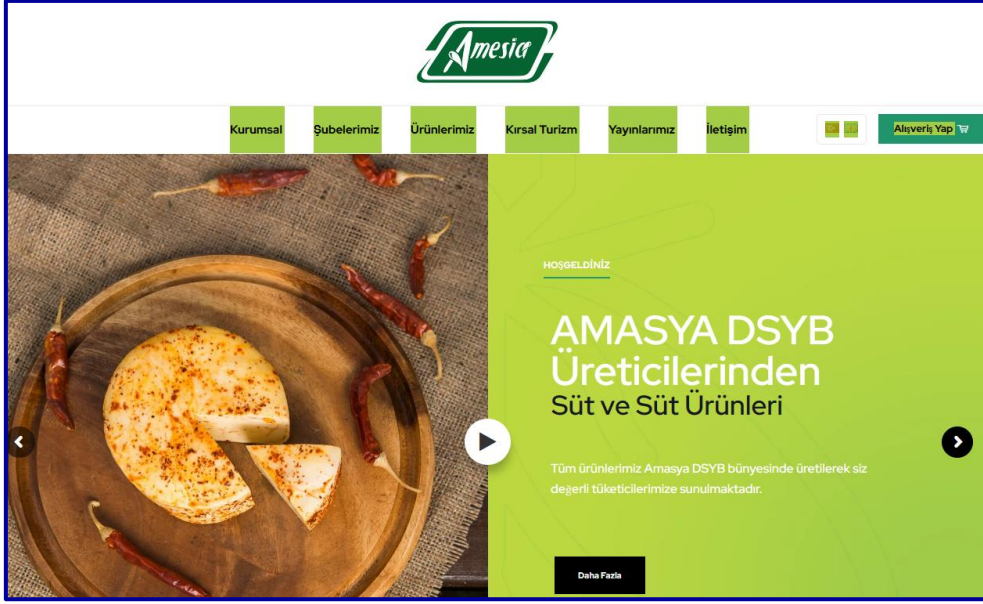 Amesia
Kurumsal Şubelerimiz Ürünlerimiz Kırsal Turizm Yayınlarımız İletişim Alışveriş Yap
HOŞGELDİNİZ
AMASYA DSYB
Üreticilerinden
Süt ve Süt Ürünleri
Tüm ürünlerimiz Amasya DSYB bünyesinde üretilerek siz
değerli tüketicilerimize sunulmaktadır.
Daha Fazla